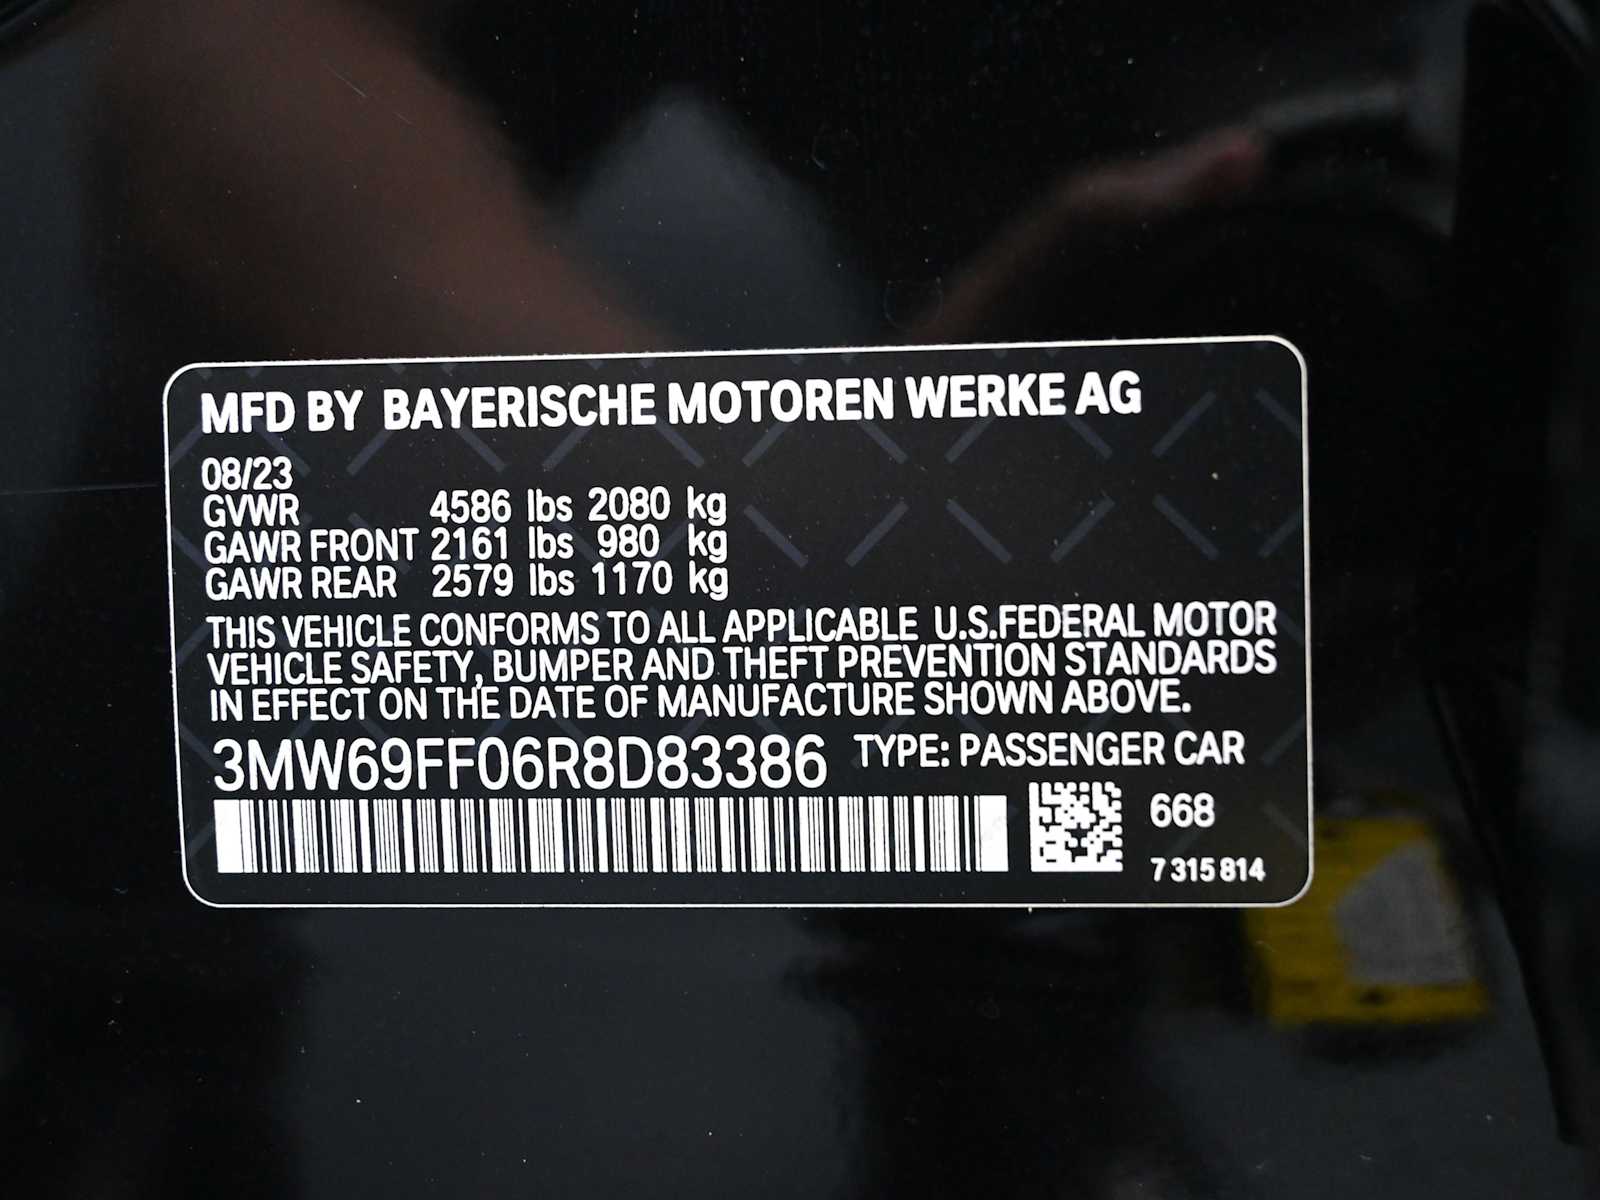 MFD BY BAYERISCHE MOTOREN WERKE AG
08/23
GVWR 4586 lbs 2080 kg
GAWR FRONT 2161 lbs 980 kg
GAWR REAR 2579 lbs 1170 kg
THIS VEHICLE CONFORMS TO ALL APPLICABLE U.S.FEDERAL MOTOR
VEHICLE SAFETY, BUMPER AND THEFT PREVENTION STANDARDS
IN EFFECT ON THE DATE OF MANUFACTURE SHOWN ABOVE.
3MW69FF06R8D83386 TYPE: PASSENGER CAR
668
7 315 814